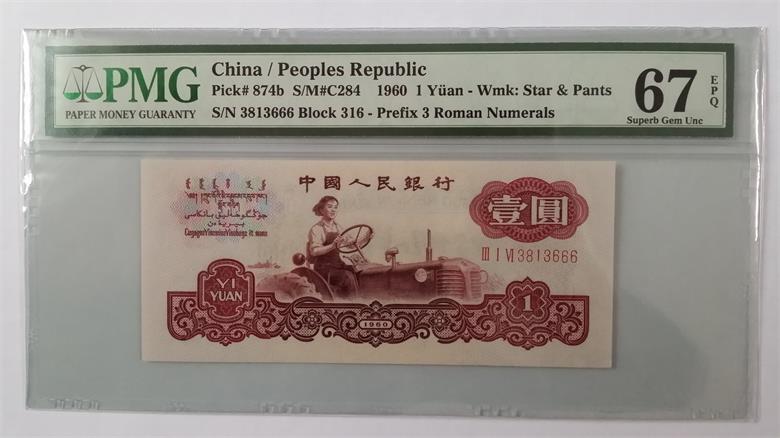 PMG
PAPER MONEY GUARANTY
China / Peoples Republic
Pick# 874b S/M#C284 1960 1 Yüan - Wmk: Star & Pants
S/N 3813666 Block 316 - Prefix 3 Roman Numerals
67 EPQ
Superb Gem Unc
中國人民銀行
壹圓
III I VI 3813666
YI
YUAN
1960
1